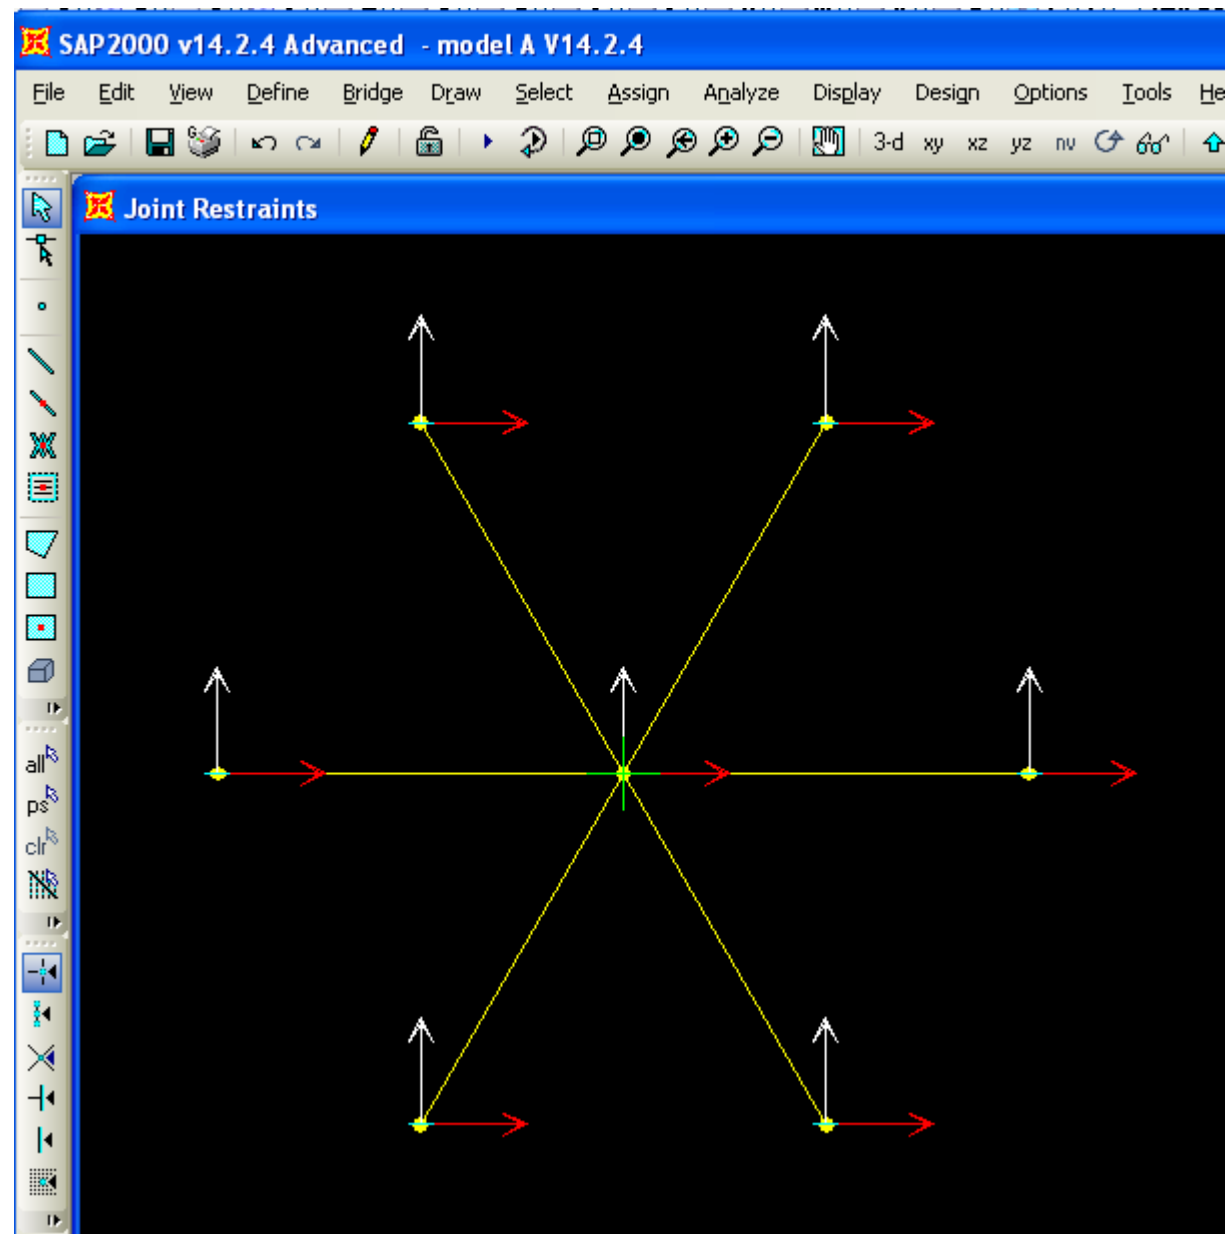 SAP2000 v14.2.4 Advanced - model A V14.2.4
File Edit View Define Bridge Draw Select Assign Analyze Display Design Options Tools He
3-d xy xz yz nv
Joint Restraints
all
ps
clr